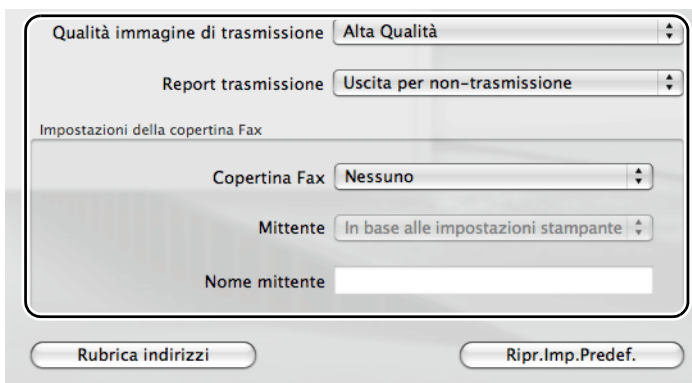 Qualità immagine di trasmissione Alta Qualità
Report trasmissione Uscita per non-trasmissione
Impostazioni della copertina Fax
Copertina Fax Nessuno
Mittente In base alle impostazioni stampante
Nome mittente
Rubrica indirizzi Ripr.Imp.Predef.